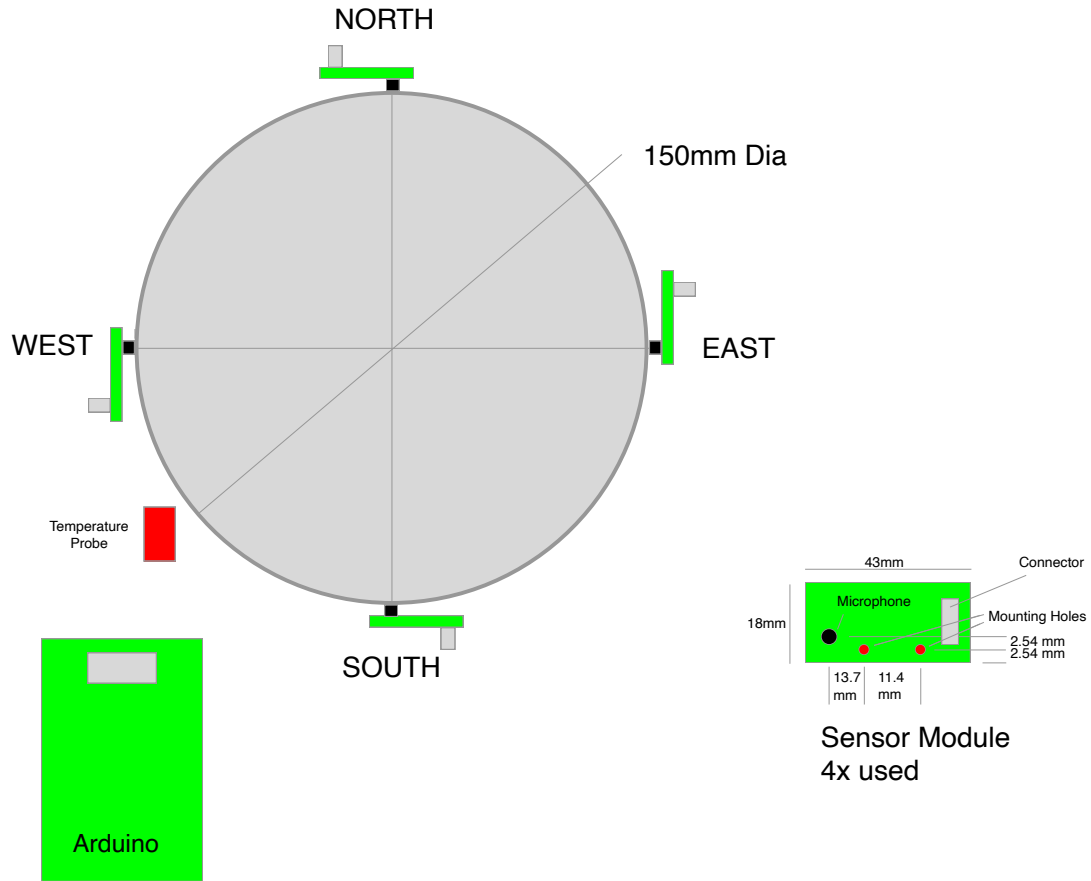 NORTH
150mm Dia
WEST
EAST
Temperature
Probe
SOUTH
Arduino
43mm
Connector
Microphone
Mounting Holes
18mm
2.54 mm
2.54 mm
13.7
mm
11.4
mm
Sensor Module
4x used